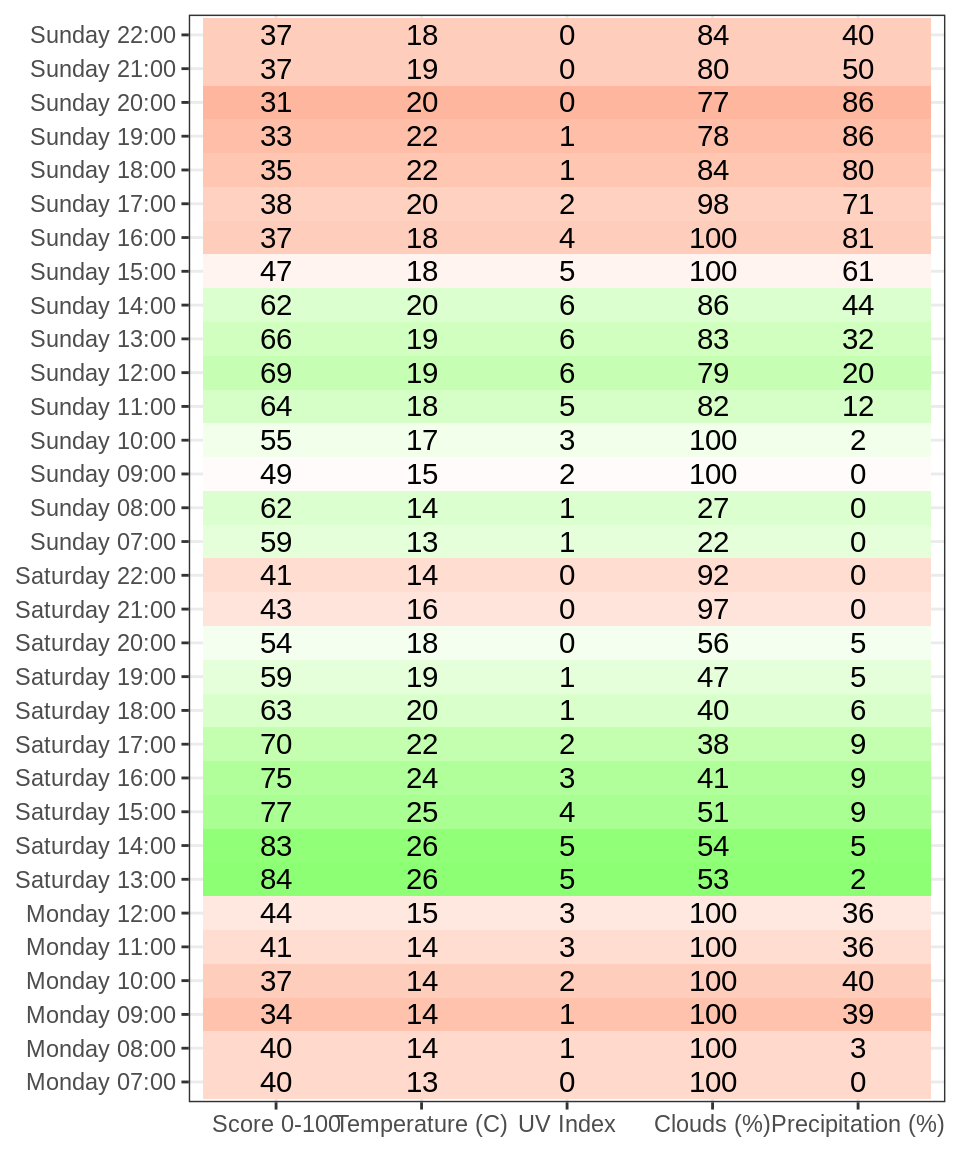 Sunday 22:00 37 18 0 84 40
Sunday 21:00 37 19 0 80 50
Sunday 20:00 31 20 0 77 86
Sunday 19:00 33 22 1 78 86
Sunday 18:00 35 22 1 84 80
Sunday 17:00 38 20 2 98 71
Sunday 16:00 37 18 4 100 81
Sunday 15:00 47 18 5 100 61
Sunday 14:00 62 20 6 86 44
Sunday 13:00 66 19 6 83 32
Sunday 12:00 69 19 6 79 20
Sunday 11:00 64 18 5 82 12
Sunday 10:00 55 17 3 100 2
Sunday 09:00 49 15 2 100 0
Sunday 08:00 62 14 1 27 0
Sunday 07:00 59 13 1 22 0
Saturday 22:00 41 14 0 92 0
Saturday 21:00 43 16 0 97 0
Saturday 20:00 54 18 0 56 5
Saturday 19:00 59 19 1 47 5
Saturday 18:00 63 20 1 40 6
Saturday 17:00 70 22 2 38 9
Saturday 16:00 75 24 3 41 9
Saturday 15:00 77 25 4 51 9
Saturday 14:00 83 26 5 54 5
Saturday 13:00 84 26 5 53 2
Monday 12:00 44 15 3 100 36
Monday 11:00 41 14 3 100 36
Monday 10:00 37 14 2 100 40
Monday 09:00 34 14 1 100 39
Monday 08:00 40 14 1 100 3
Monday 07:00 40 13 0 100 0
Score 0-100 Temperature (C) UV Index Clouds (%) Precipitation (%)